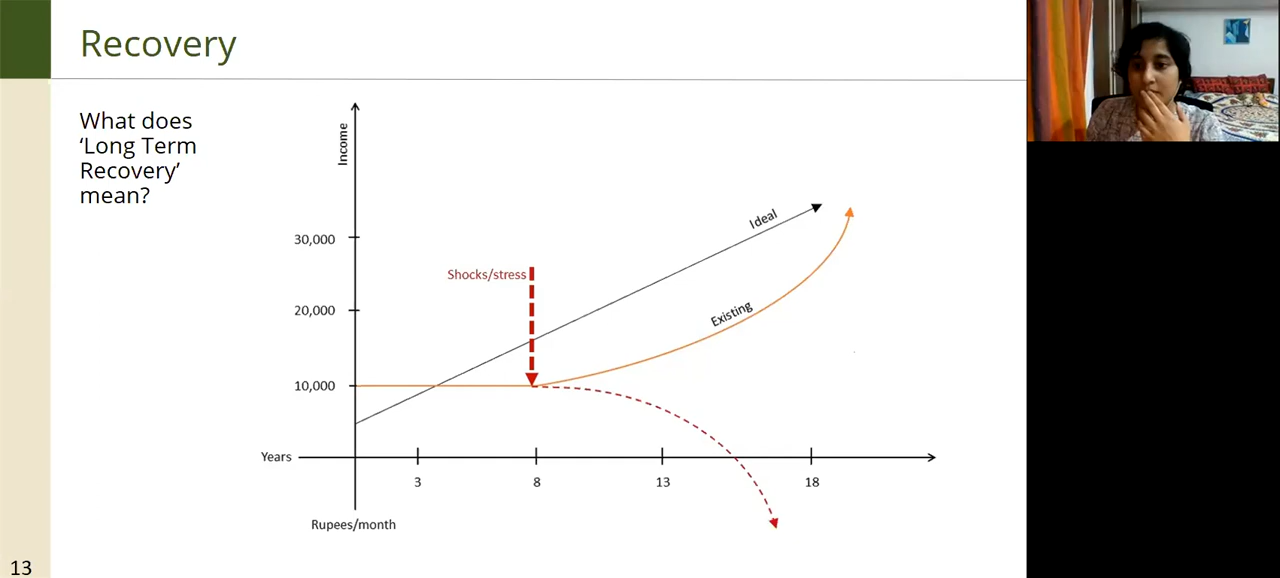 Recovery
What does
‘Long Term
Recovery’
mean?
Income
30,000
20,000
10,000
Shocks/stress
Ideal
Existing
Years
3 8 13 18
Rupees/month
13